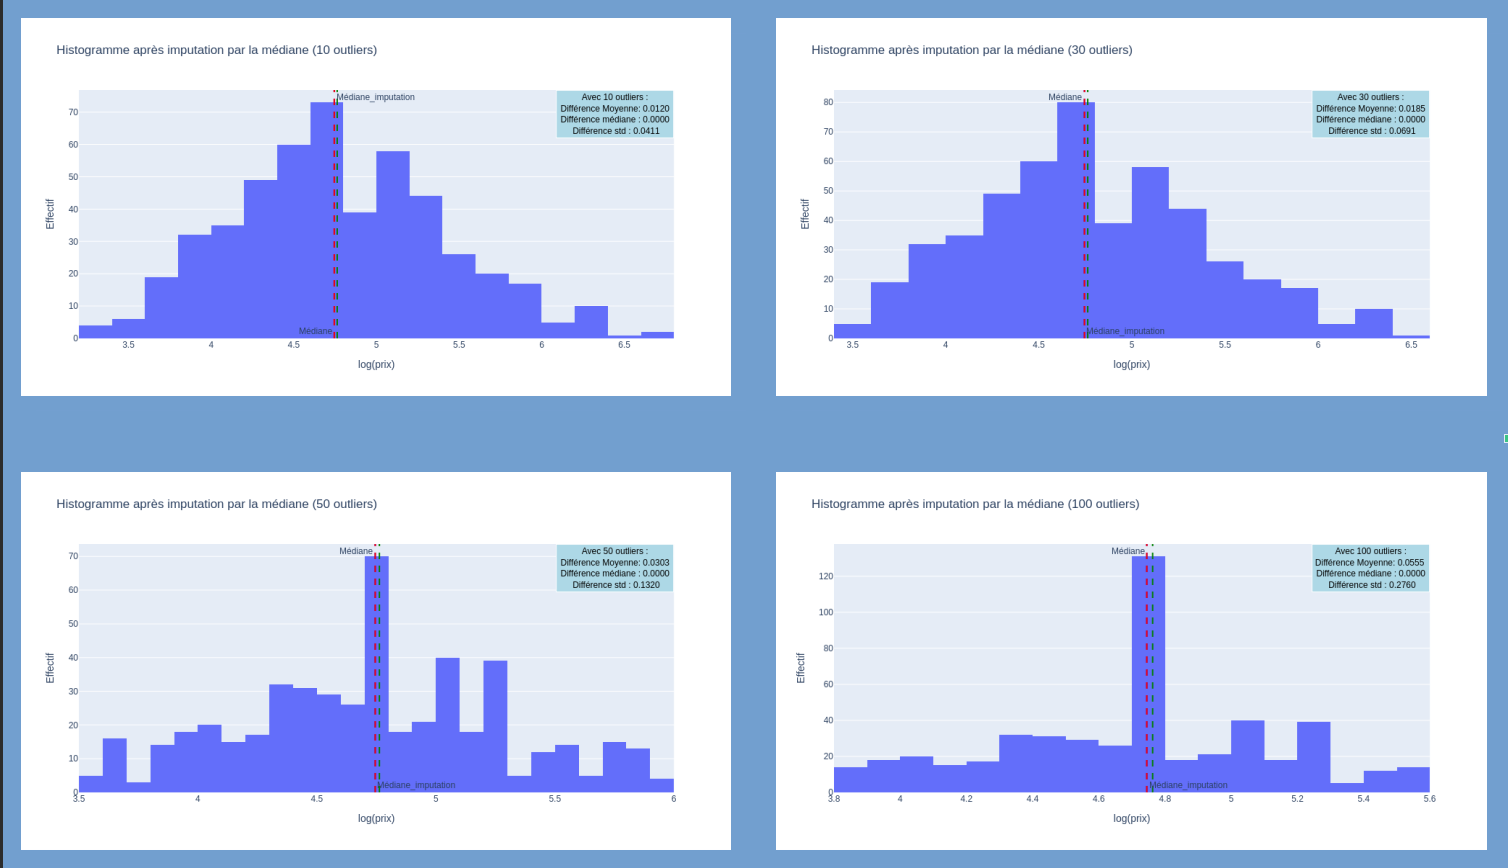 Histogramme après imputation par la médiane (10 outliers)
Médiane_imputation
Avec 10 outliers :
Différence Moyenne: 0.0120
Différence médiane : 0.0000
Différence std : 0.0411
70
60
50
40
30
20
10
0
Effectif
Médiane
3.5
4
4.5
5
5.5
6
6.5
log(prix)
Histogramme après imputation par la médiane (30 outliers)
Médiane
Avec 30 outliers :
Différence Moyenne: 0.0185
Différence médiane : 0.0000
Différence std : 0.0691
80
70
60
50
40
30
20
10
0
Effectif
Médiane_imputation
3.5
4
4.5
5
5.5
6
6.5
log(prix)
Histogramme après imputation par la médiane (50 outliers)
Médiane
Avec 50 outliers :
Différence Moyenne: 0.0303
Différence médiane : 0.0000
Différence std : 0.1320
70
60
50
40
30
20
10
0
Effectif
Médiane_imputation
3.5
4
4.5
5
5.5
6
log(prix)
Histogramme après imputation par la médiane (100 outliers)
Médiane
Avec 100 outliers :
Différence Moyenne: 0.0555
Différence médiane : 0.0000
Différence std : 0.2760
120
100
80
60
40
20
0
Effectif
Médiane_imputation
3.8
4
4.2
4.4
4.6
4.8
5
5.2
5.4
5.6
log(prix)